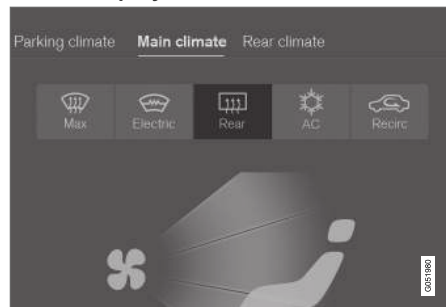 Parking climate Main climate Rear climate
Max Electric Rear AC Recirc
G051980